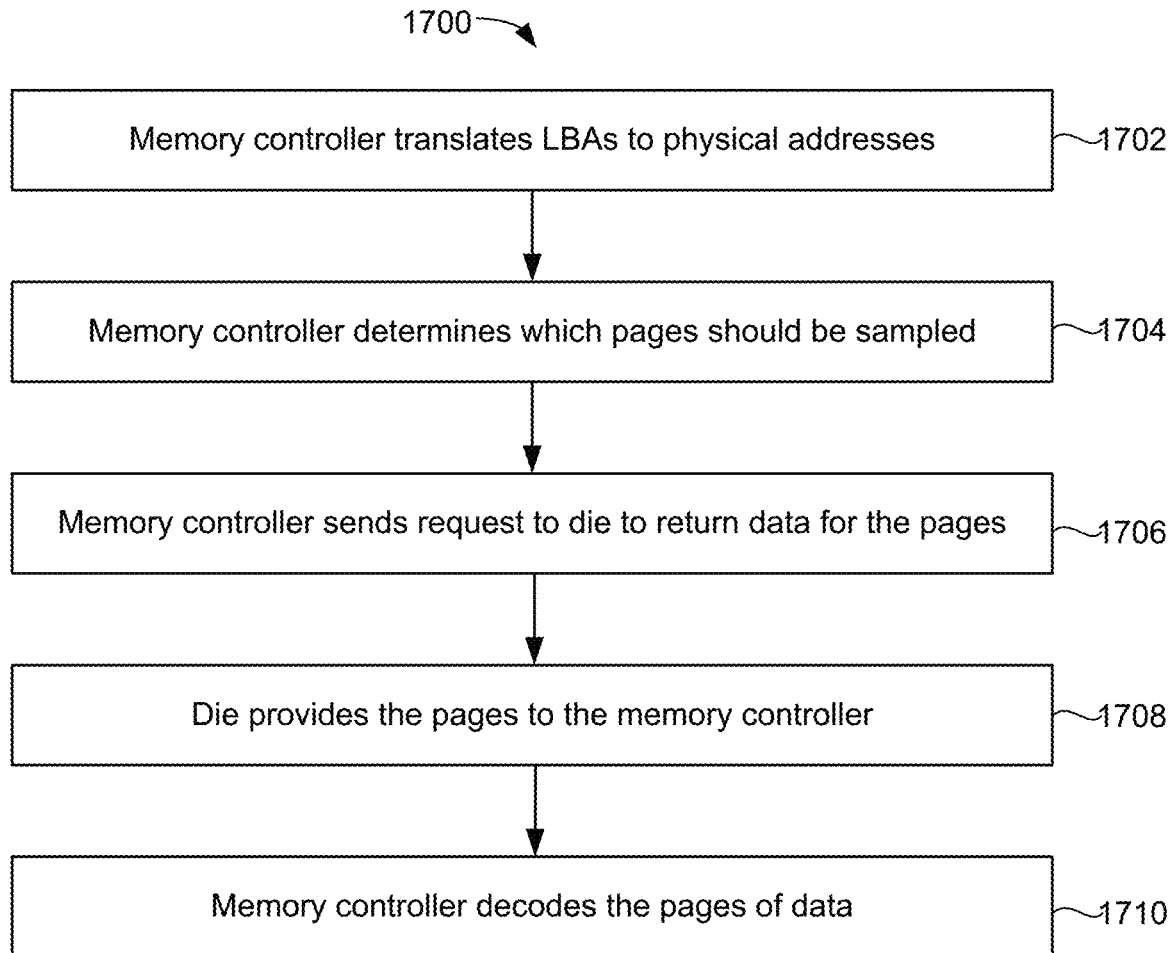 1700
Memory controller translates LBAs to physical addresses
1702
Memory controller determines which pages should be sampled
1704
Memory controller sends request to die to return data for the pages
1706
Die provides the pages to the memory controller
1708
Memory controller decodes the pages of data
1710